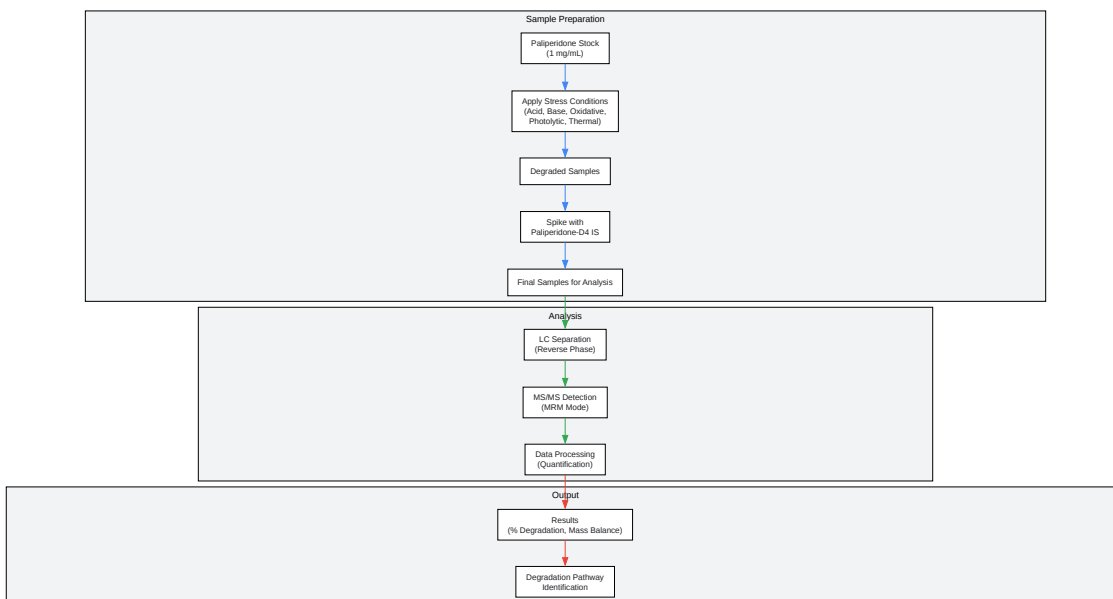 Sample Preparation
Paliperidone Stock
(1 mg/mL)
Apply Stress Conditions
(Acid, Base, Oxidative,
Photolytic, Thermal)
Degraded Samples
Spike with
Paliperidone-D4 IS
Final Samples for Analysis
Analysis
LC Separation
(Reverse Phase)
MS/MS Detection
(MRM Mode)
Data Processing
(Quantification)
Output
Results
(% Degradation, Mass Balance)
Degradation Pathway
Identification